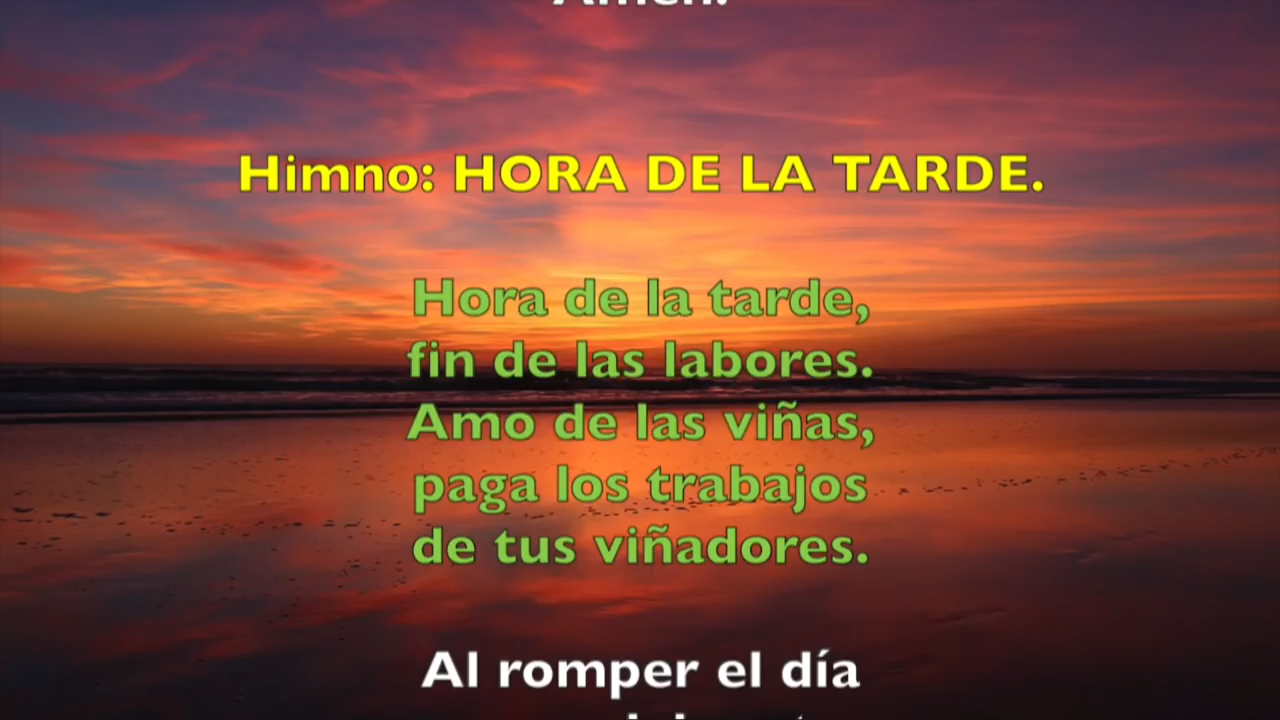 Himno: HORA DE LA TARDE.
Hora de la tarde,
fin de las labores.
Amo de las viñas,
paga los trabajos
de tus viñadores.
Al romper el día